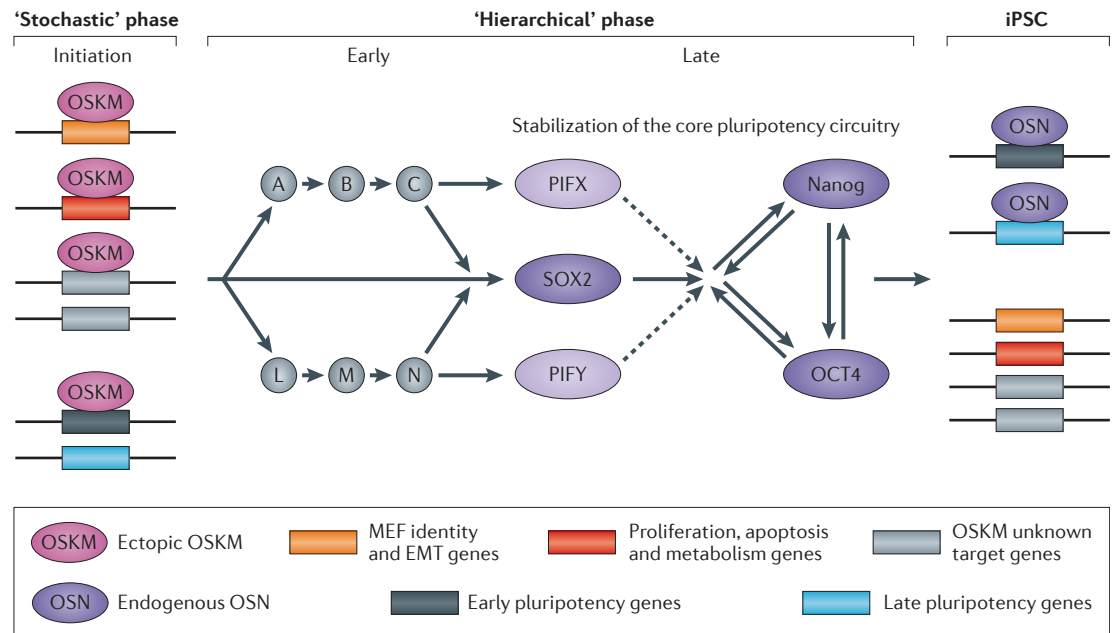 'Stochastic' phase
'Hierarchical' phase
iPSC
Initiation
Early
Late
OSKM
OSKM
OSKM
OSKM
Stabilization of the core pluripotency circuitry
A
B
C
PIFX
Nanog
SOX2
L
M
N
PIFY
OCT4
OSN
OSN
OSKM
Ectopic OSKM
MEF identity
and EMT genes
Proliferation, apoptosis
and metabolism genes
OSKM unknown
target genes
OSN
Endogenous OSN
Early pluripotency genes
Late pluripotency genes